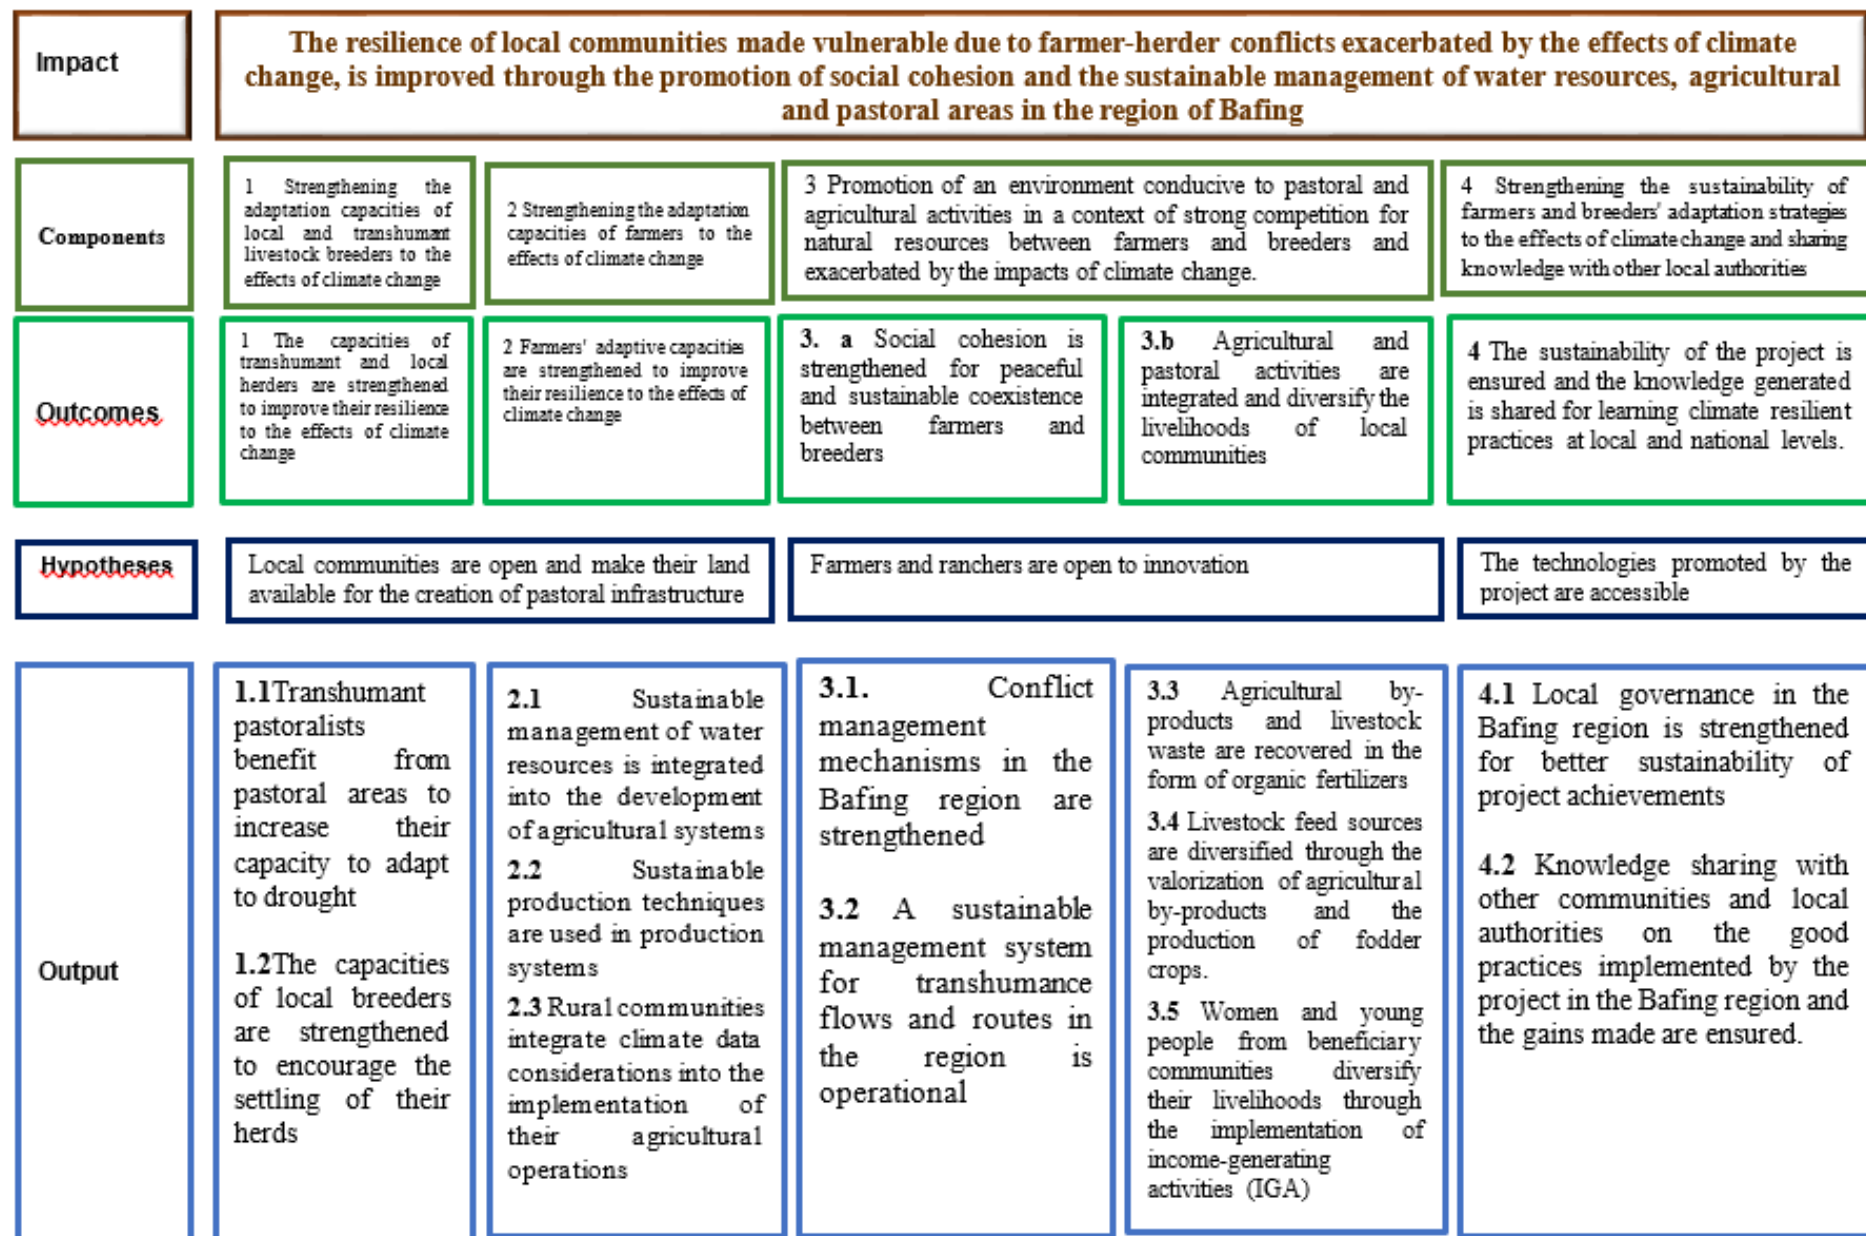 Impact
The resilience of local communities made vulnerable due to farmer-herder conflicts exacerbated by the effects of climate
change, is improved through the promotion of social cohesion and the sustainable management of water resources, agricultural
and pastoral areas in the region of Bafing
Components
1 Strengthening the
adaptation capacities of
local and transhumant
livestock breeders to the
effects of climate change
2 Strengthening the adaptation
capacities of farmers to the
effects of climate change
3 Promotion of an environment conducive to pastoral and
agricultural activities in a context of strong competition for
natural resources between farmers and breeders and
exacerbated by the impacts of climate change.
4 Strengthening the sustainability of
farmers and breeders' adaptation strategies
to the effects of climate change and sharing
knowledge with other local authorities
Outcomes
1 The capacities of
transhumant and local
herders are strengthened
to improve their resilience
to the effects of climate
change
2 Farmers' adaptive capacities
are strengthened to improve
their resilience to the effects of
climate change
3. a Social cohesion is
strengthened for peaceful
and sustainable coexistence
between farmers and
breeders
3.b Agricultural and
pastoral activities are
integrated and diversify the
livelihoods of local
communities
4 The sustainability of the project is
ensured and the knowledge generated
is shared for learning climate resilient
practices at local and national levels.
Hypotheses
Local communities are open and make their land
available for the creation of pastoral infrastructure
Farmers and ranchers are open to innovation
The technologies promoted by the
project are accessible
Output
1.1Transhumant
pastoralists
benefit from
pastoral areas to
increase their
capacity to adapt
to drought
1.2The capacities
of local breeders
are strengthened
to encourage the
settling of their
herds
2.1 Sustainable
management of water
resources is integrated
into the development
of agricultural systems
2.2 Sustainable
production techniques
are used in production
systems
2.3 Rural communities
integrate climate data
considerations into the
implementation of
their agricultural
operations
3.1. Conflict
management
mechanisms in the
Bafing region are
strengthened
3.2 A sustainable
management system
for transhumance
flows and routes in
the region is
operational
3.3 Agricultural by-
products and livestock
waste are recovered in the
form of organic fertilizers
3.4 Livestock feed sources
are diversified through the
valorization of agricultural
by-products and the
production of fodder
crops.
3.5 Women and young
people from beneficiary
communities diversify
their livelihoods through
the implementation of
income-generating
activities (IGA)
4.1 Local governance in the
Bafing region is strengthened
for better sustainability of
project achievements
4.2 Knowledge sharing with
other communities and local
authorities on the good
practices implemented by the
project in the Bafing region and
the gains made are ensured.